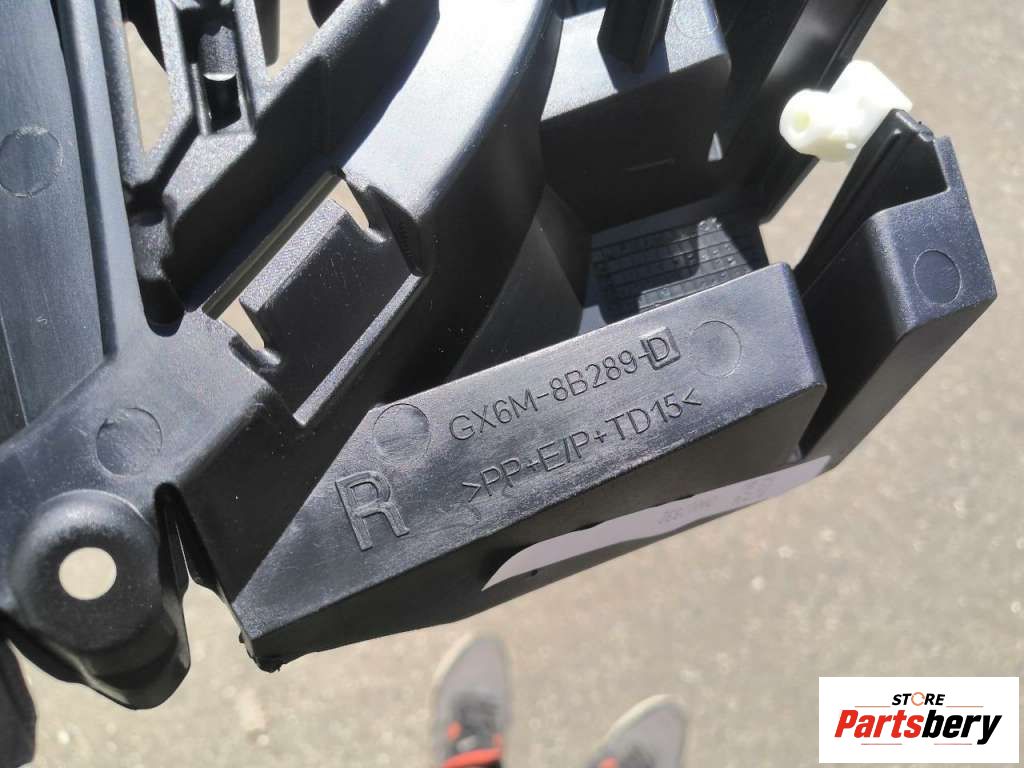 GX6M-8B289-D
>PP+E/P+TD15<
R
STORE
Partsbery